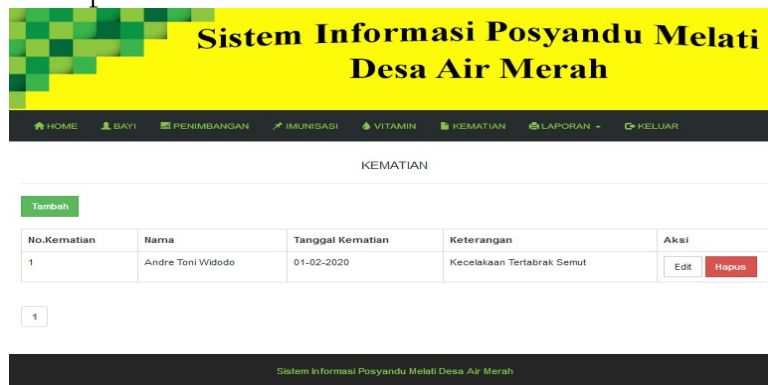 Sistem Informasi Posyandu Melati
Desa Air Merah
HOME BAYI PENIMBANGAN IMUNISASI VITAMIN KEMATIAN LAPORAN KELUAR
KEMATIAN
Tambah
No.Kematian Nama Tanggal Kematian Keterangan Aksi
1 Andre Toni Widodo 01-02-2020 Kecelakaan Tertabrak Semut Edit Hapus
1
Sistem Informasi Posyandu Melati Desa Air Merah